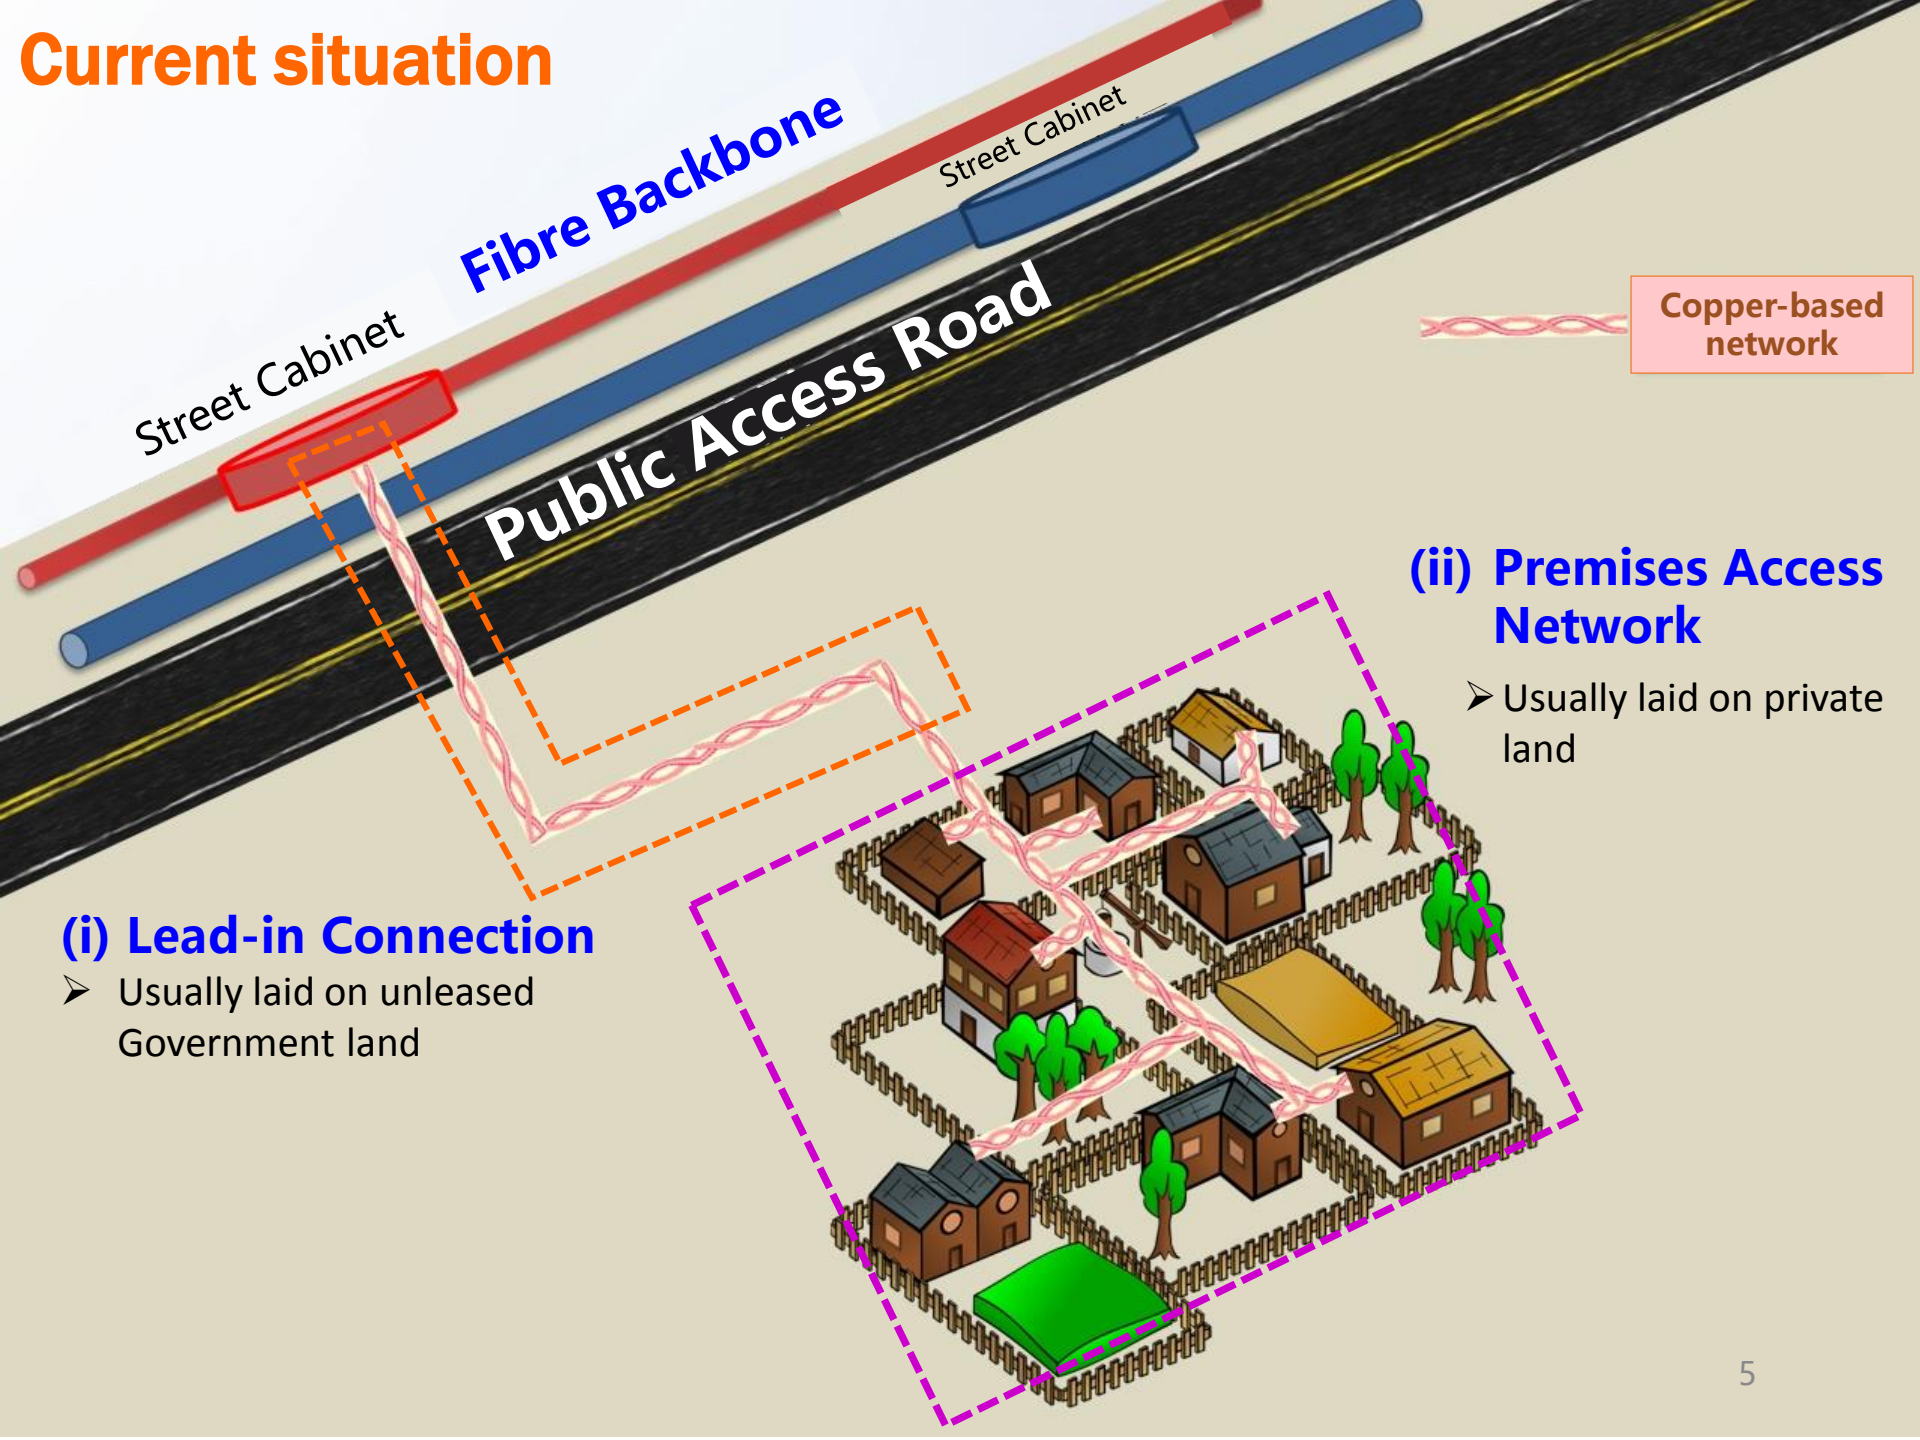 Current situation
Fibre Backbone
Street Cabinet
Street Cabinet
Public Access Road
Copper-based
network
(ii) Premises Access
Network
➢ Usually laid on private
land
(i) Lead-in Connection
➢ Usually laid on unleased
Government land
5